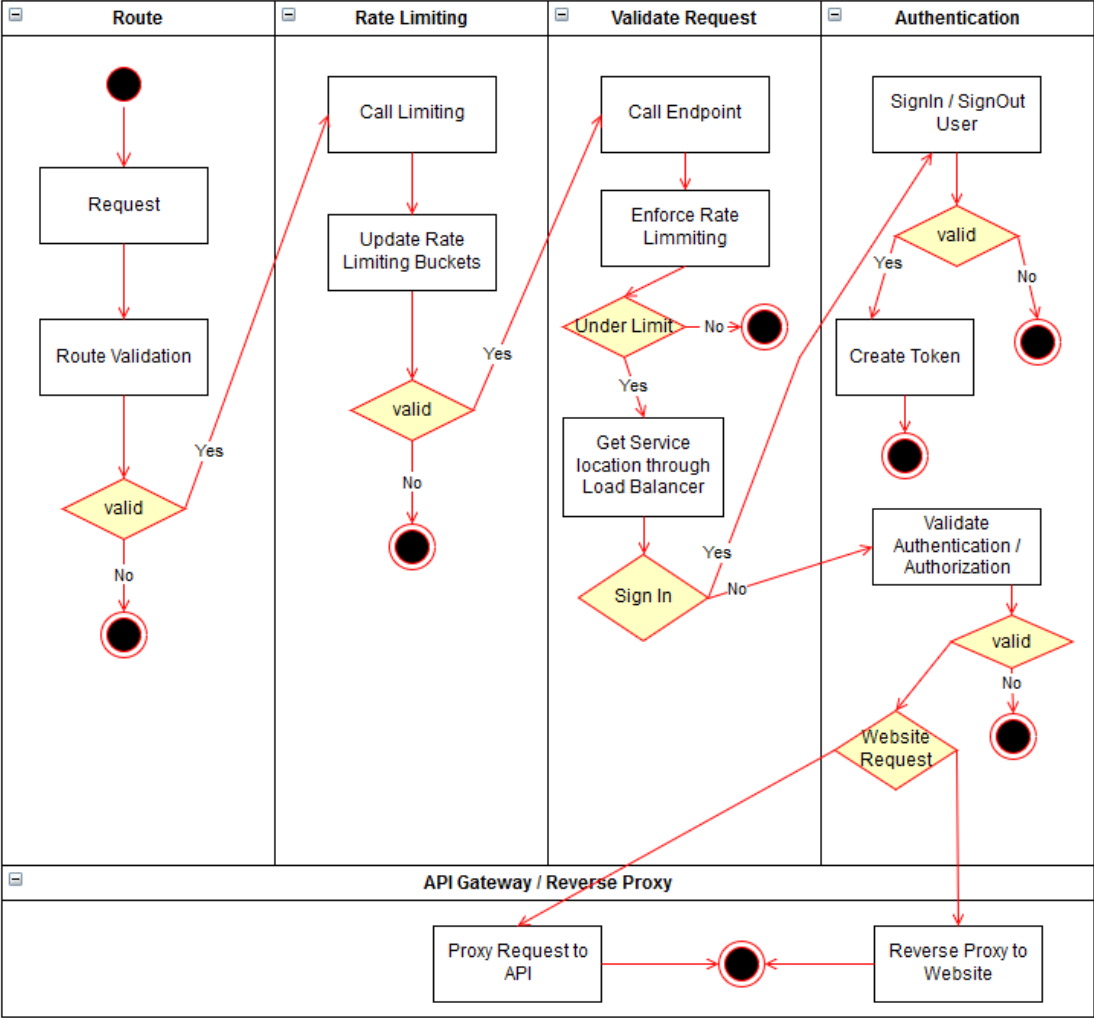 Route
Rate Limiting
Validate Request
Authentication
Request
Route Validation
valid
Yes
No
Call Limiting
Update Rate
Limiting Buckets
valid
Yes
No
Call Endpoint
Enforce Rate
Limmiting
Under Limit
No
Yes
Get Service
location through
Load Balancer
Sign In
Yes
No
SignIn / SignOut
User
valid
Yes
No
Create Token
Validate
Authentication /
Authorization
valid
No
Website
Request
API Gateway / Reverse Proxy
Proxy Request to
API
Reverse Proxy to
Website